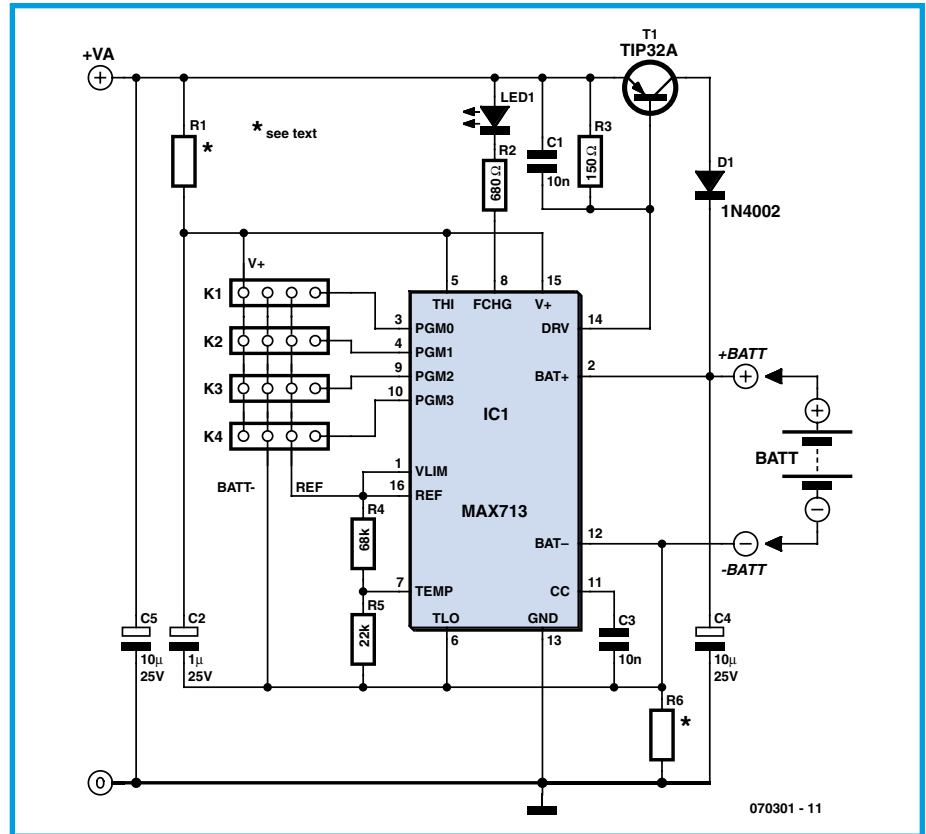 T1
TIP32A
+VA
LED1
R1
*
* see text
R2
680 Ω
C1
10n
R3
150 Ω
D1
1N4002
V+
5
8
15
THI
FCHG
V+
K1
K2
K3
K4
3
PGM0
4
PGM1
9
PGM2
10
PGM3
DRV
14
BAT+
2
+BATT
IC1
BATT
BATT-
REF
1
VLIM
16
REF
MAX713
R4
68k
BAT–
12
-BATT
7
TEMP
CC
11
R5
22k
TLO
GND
6
13
C5
10µ
25V
C2
1µ
25V
C3
10n
C4
10µ
25V
R6
*
0
070301 - 11